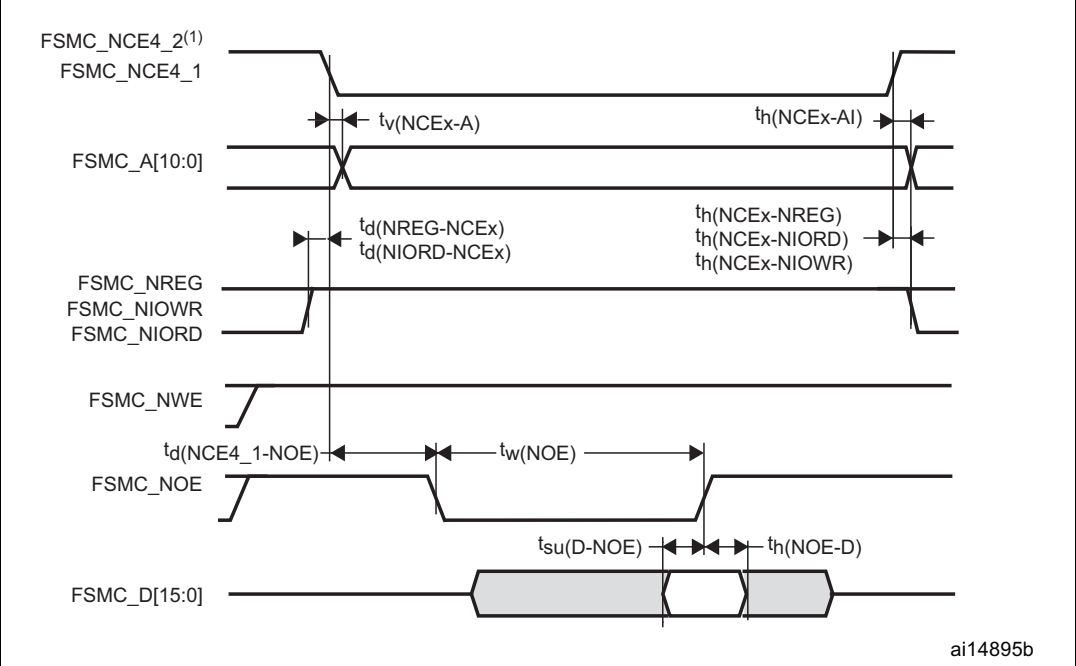 FSMC_NCE4_2(1)
FSMC_NCE4_1
tv(NCEx-A)
th(NCEx-AI)
FSMC_A[10:0]
td(NREG-NCEx)
td(NIORD-NCEx)
th(NCEx-NREG)
th(NCEx-NIORD)
th(NCEx-NIOWR)
FSMC_NREG
FSMC_NIOWR
FSMC_NIORD
FSMC_NWE
td(NCE4_1-NOE)
tw(NOE)
FSMC_NOE
tsu(D-NOE)
th(NOE-D)
FSMC_D[15:0]
ai14895b